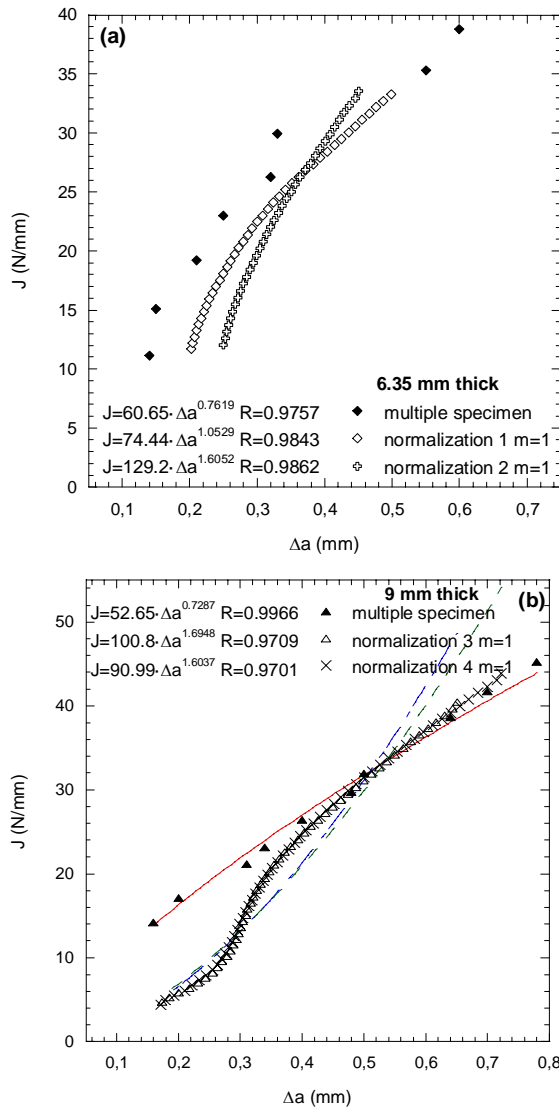 (a)
40
35
30
25
20
15
10
5
0
J (N/mm)
6.35 mm thick
J=60.65·Δa^0.7619 R=0.9757 multiple specimen
J=74.44·Δa^1.0529 R=0.9843 normalization 1 m=1
J=129.2·Δa^1.6052 R=0.9862 normalization 2 m=1
0,1 0,2 0,3 0,4 0,5 0,6 0,7
Δa (mm)
9 mm thick
(b)
J=52.65·Δa^0.7287 R=0.9966 multiple specimen
J=100.8·Δa^1.6948 R=0.9709 normalization 3 m=1
J=90.99·Δa^1.6037 R=0.9701 normalization 4 m=1
50
40
30
20
10
0
J (N/mm)
0,1 0,2 0,3 0,4 0,5 0,6 0,7 0,8
Δa (mm)